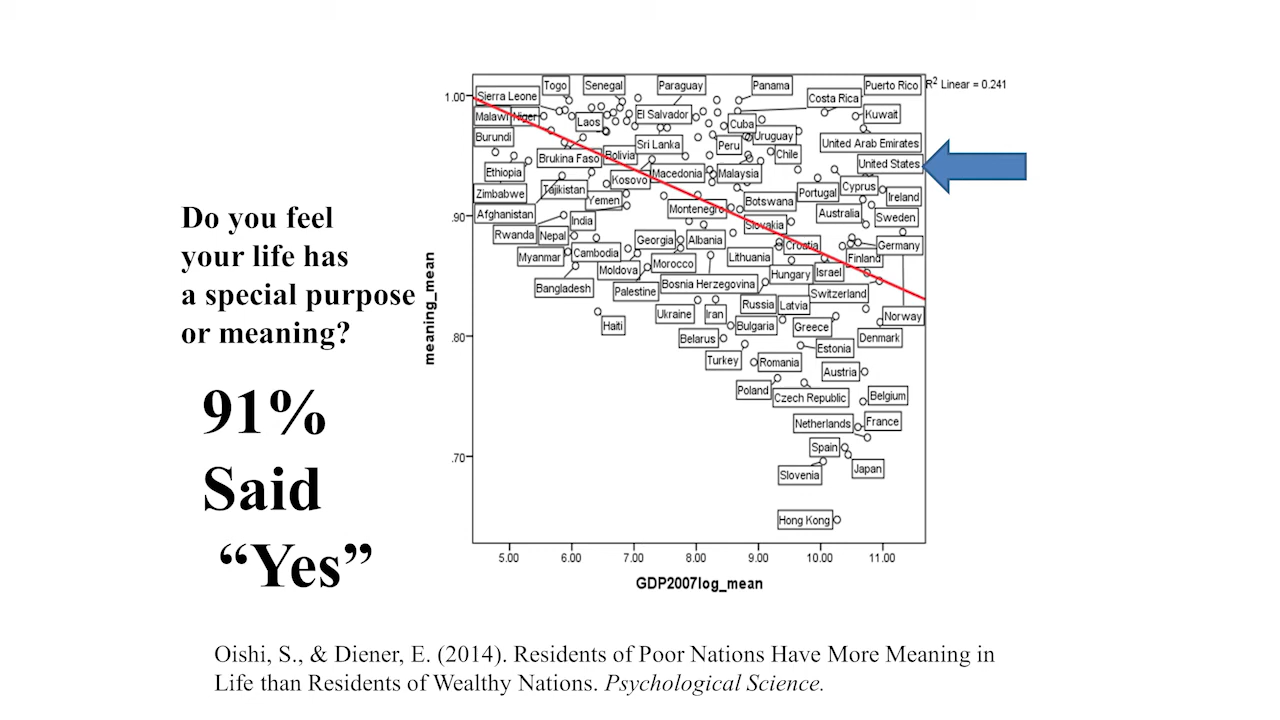 Do you feel
your life has
a special purpose
or meaning?
91%
Said
“Yes”
R² Linear = 0.241
meaning_mean
1.00
.90
.80
.70
Togo
Senegal
Paraguay
Panama
Puerto Rico
Sierra Leone
Costa Rica
Malawi
Niger
Laos
El Salvador
Cuba
Kuwait
Burundi
Sri Lanka
Peru
Uruguay
United Arab Emirates
Brukina Faso
Bolivia
Chile
United States
Ethiopia
Kosovo
Macedonia
Malaysia
Zimbabwe
Tajikistan
Yemen
Portugal
Cyprus
Ireland
Afghanistan
India
Montenegro
Botswana
Australia
Sweden
Rwanda
Nepal
Georgia
Albania
Slovakia
Croatia
Germany
Myanmar
Cambodia
Moldova
Morocco
Lithuania
Finland
Bangladesh
Palestine
Bosnia Herzegovina
Hungary
Israel
Switzerland
Haiti
Ukraine
Iran
Russia
Latvia
Norway
Belarus
Bulgaria
Greece
Denmark
Turkey
Romania
Estonia
Austria
Poland
Czech Republic
Belgium
Netherlands
France
Spain
Slovenia
Japan
Hong Kong
5.00 6.00 7.00 8.00 9.00 10.00 11.00
GDP2007log_mean
Oishi, S., & Diener, E. (2014). Residents of Poor Nations Have More Meaning in
Life than Residents of Wealthy Nations. Psychological Science.